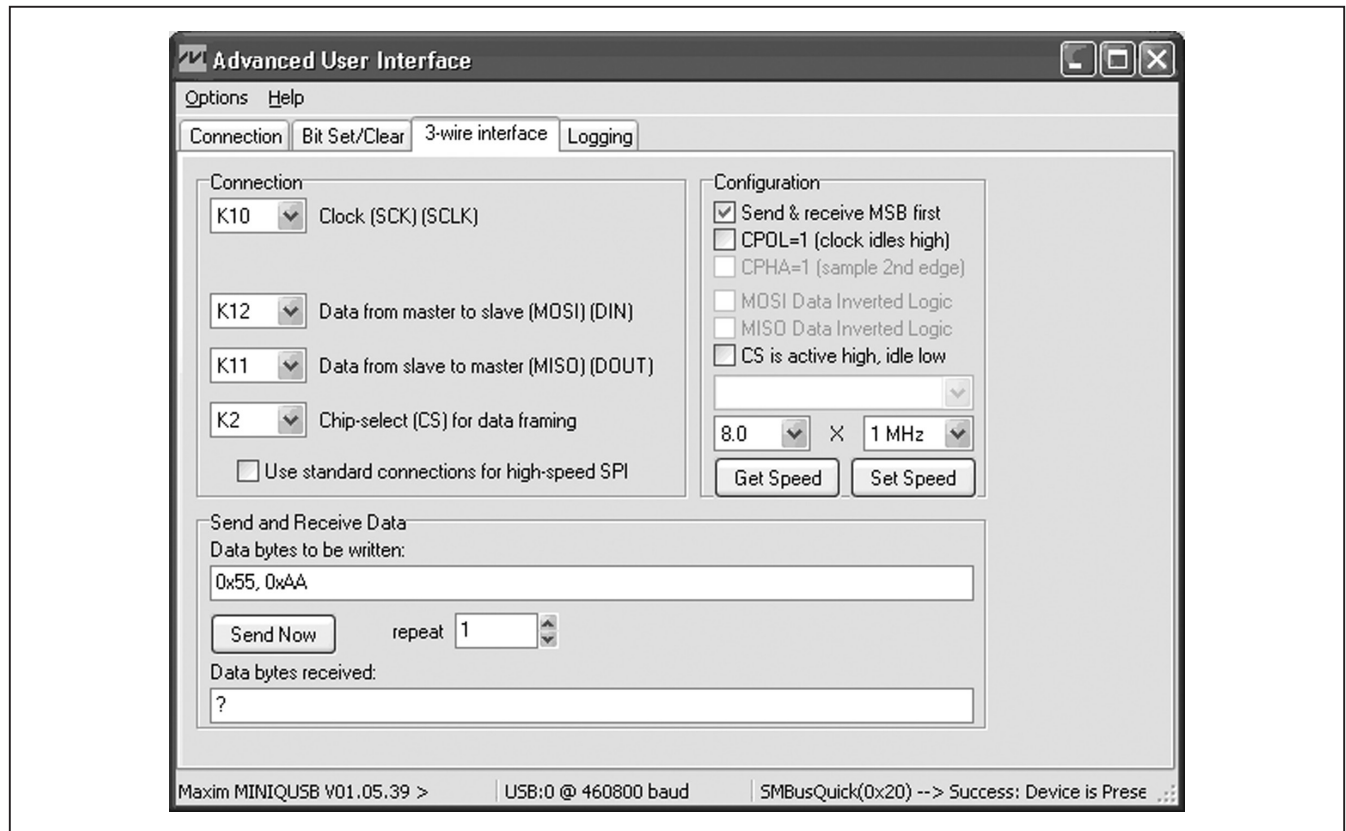 Advanced User Interface
Options Help
Connection Bit Set/Clear 3-wire interface Logging
Connection
K10 Clock (SCK) (SCLK)
K12 Data from master to slave (MOSI) (DIN)
K11 Data from slave to master (MISO) (DOUT)
K2 Chip-select (CS) for data framing
Use standard connections for high-speed SPI
Configuration
Send & receive MSB first
CPOL=1 (clock idles high)
CPHA=1 (sample 2nd edge)
MOSI Data Inverted Logic
MISO Data Inverted Logic
CS is active high, idle low
8.0 X 1 MHz
Get Speed Set Speed
Send and Receive Data
Data bytes to be written:
0x55, 0xAA
Send Now repeat 1
Data bytes received:
?
Maxim MINIQUSB V01.05.39 > USB:0 @ 460800 baud SMBusQuick(0x20) --> Success: Device is Prese